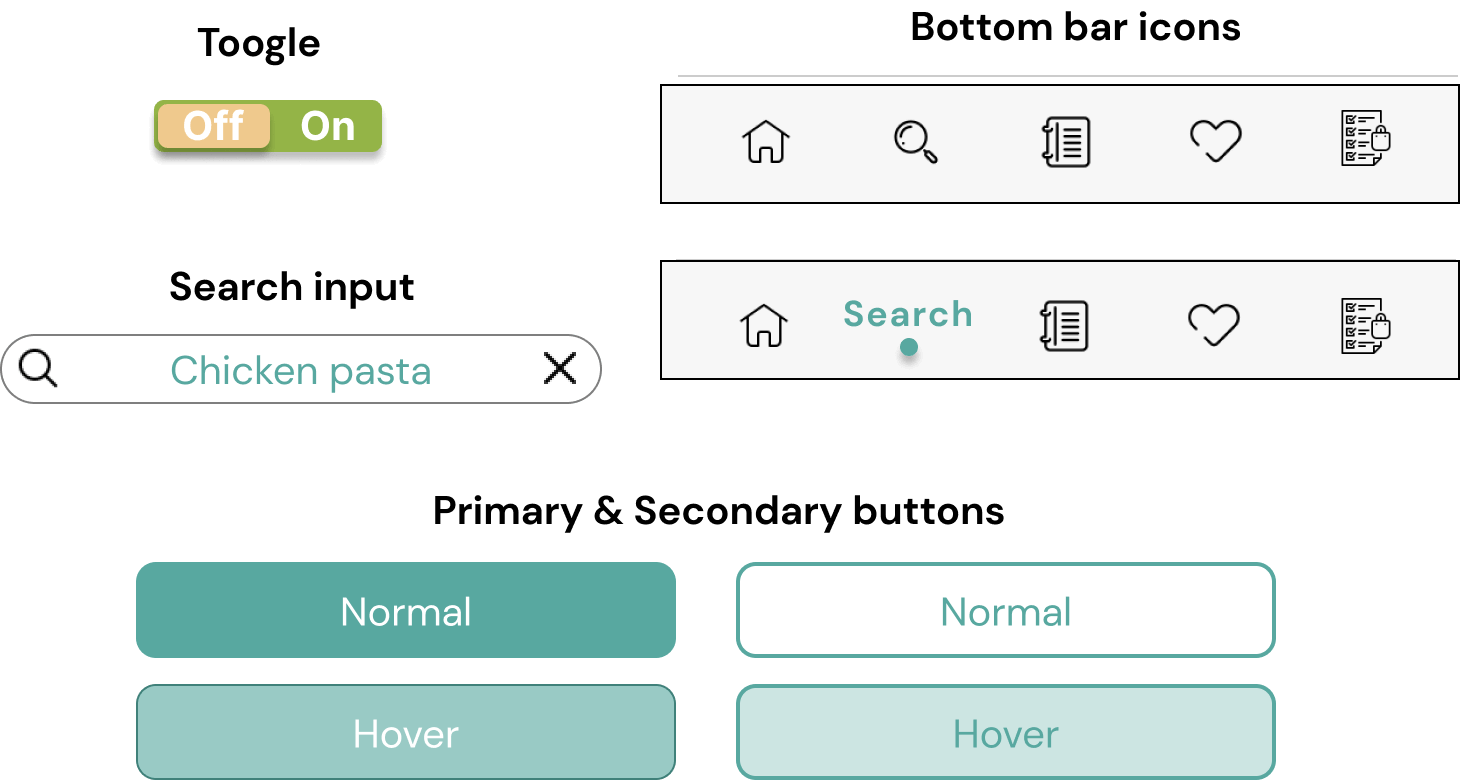 Toogle
Off On
Bottom bar icons
Search input
Chicken pasta
Search
Primary & Secondary buttons
Normal
Normal
Hover
Hover